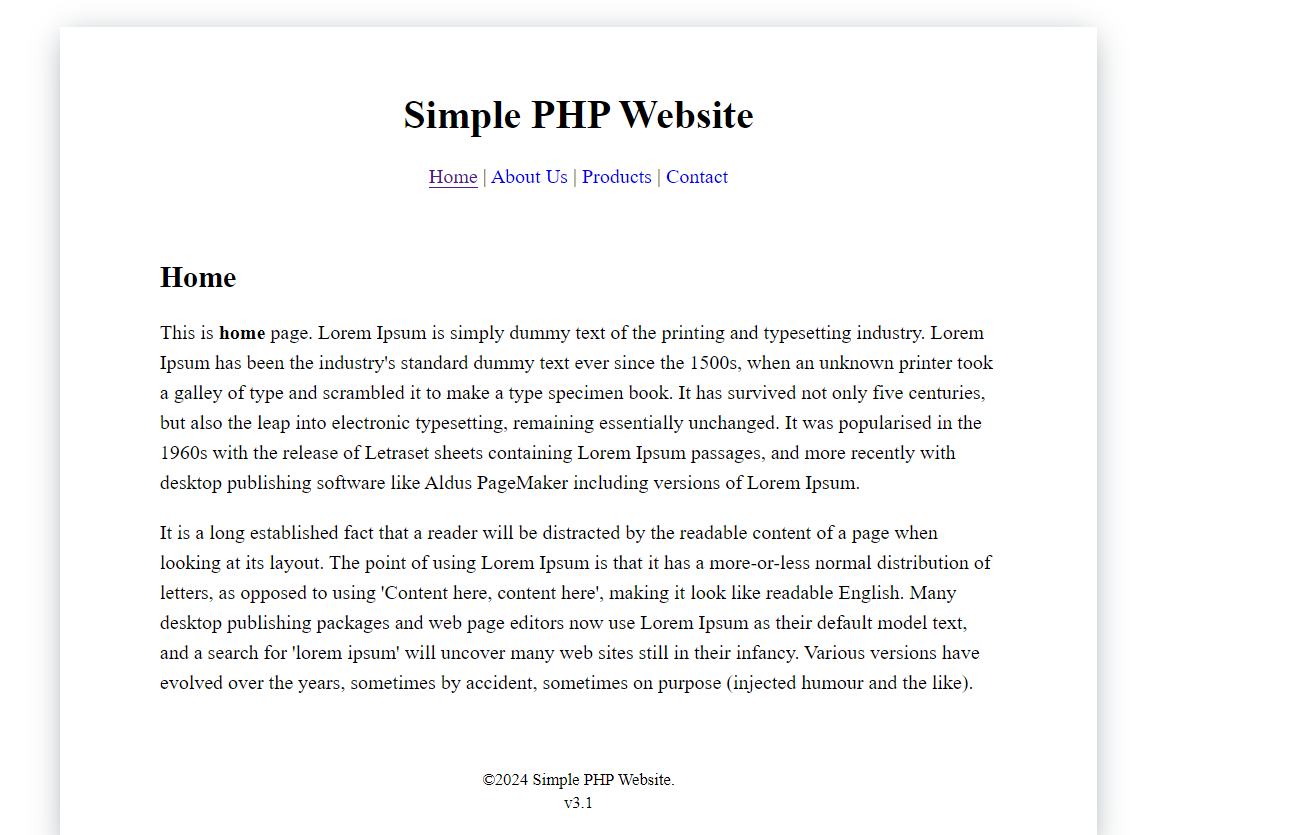 Simple PHP Website
Home | About Us | Products | Contact
Home
This is home page. Lorem Ipsum is simply dummy text of the printing and typesetting industry. Lorem
Ipsum has been the industry's standard dummy text ever since the 1500s, when an unknown printer took
a galley of type and scrambled it to make a type specimen book. It has survived not only five centuries,
but also the leap into electronic typesetting, remaining essentially unchanged. It was popularised in the
1960s with the release of Letraset sheets containing Lorem Ipsum passages, and more recently with
desktop publishing software like Aldus PageMaker including versions of Lorem Ipsum.
It is a long established fact that a reader will be distracted by the readable content of a page when
looking at its layout. The point of using Lorem Ipsum is that it has a more-or-less normal distribution of
letters, as opposed to using 'Content here, content here', making it look like readable English. Many
desktop publishing packages and web page editors now use Lorem Ipsum as their default model text,
and a search for 'lorem ipsum' will uncover many web sites still in their infancy. Various versions have
evolved over the years, sometimes by accident, sometimes on purpose (injected humour and the like).
©2024 Simple PHP Website.
v3.1